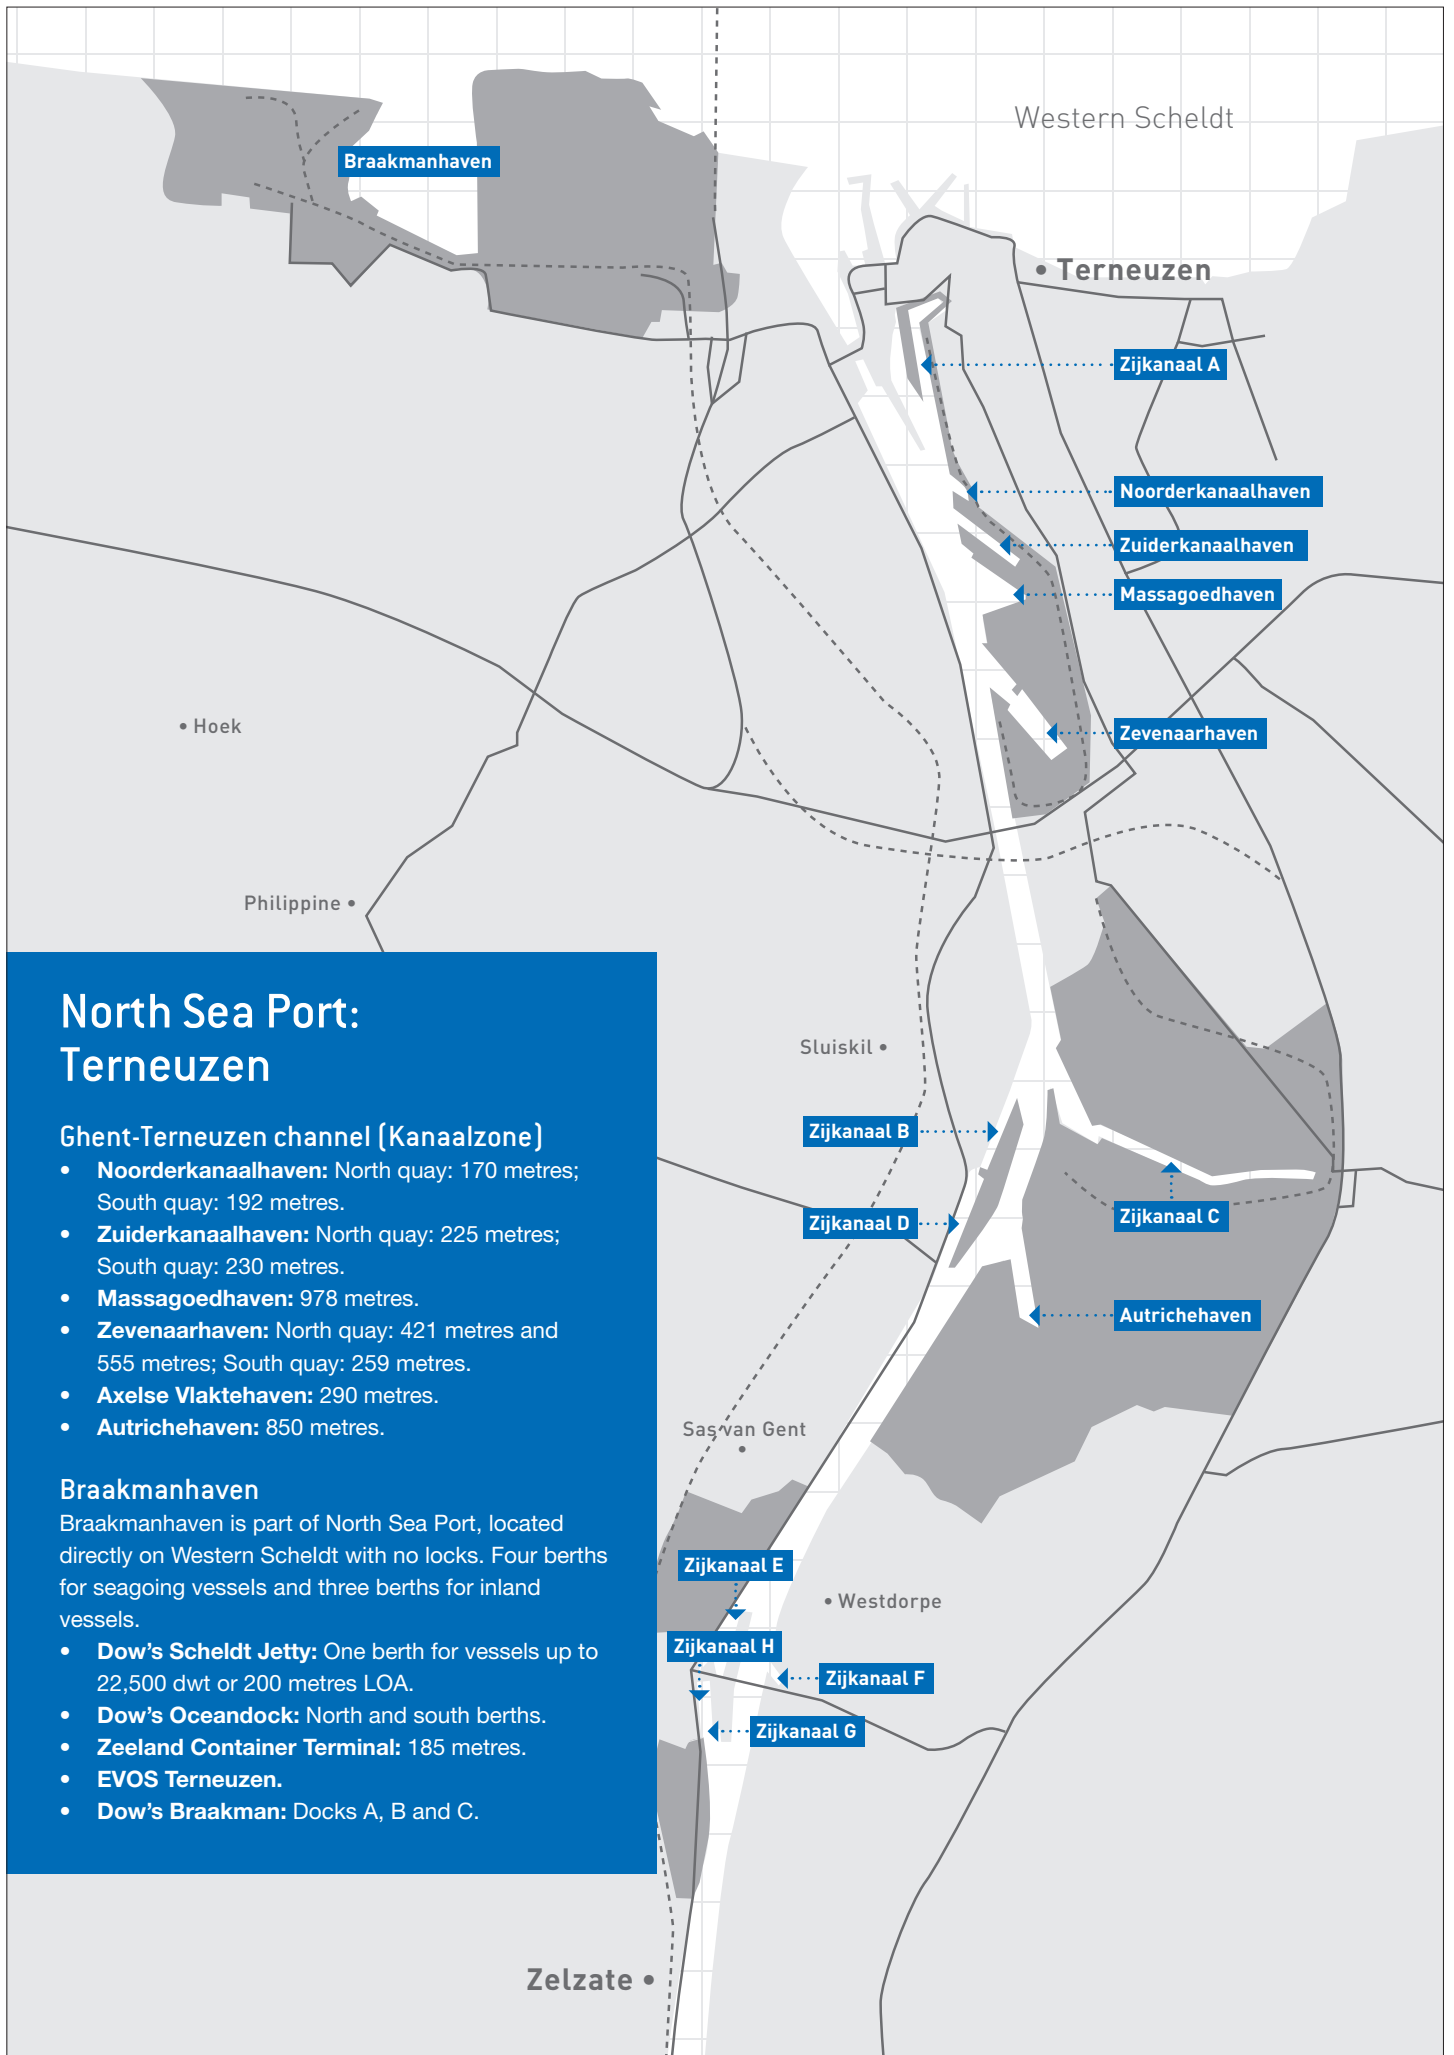 Western Scheldt
Braakmanhaven
• Terneuzen
Zijkanaal A
Noorderkanaalhaven
Zuiderkanaalhaven
Massagoedhaven
• Hoek
Zevenaarhaven
Philippine •
North Sea Port:
Terneuzen
Ghent-Terneuzen channel (Kanaalzone)
• Noorderkanaalhaven: North quay: 170 metres;
South quay: 192 metres.
• Zuiderkanaalhaven: North quay: 225 metres;
South quay: 230 metres.
• Massagoedhaven: 978 metres.
• Zevenaarhaven: North quay: 421 metres and
555 metres; South quay: 259 metres.
• Axelse Vlaktehaven: 290 metres.
• Autrichehaven: 850 metres.
Braakmanhaven
Braakmanhaven is part of North Sea Port, located
directly on Western Scheldt with no locks. Four berths
for seagoing vessels and three berths for inland
vessels.
• Dow's Scheldt Jetty: One berth for vessels up to
22,500 dwt or 200 metres LOA.
• Dow's Oceandock: North and south berths.
• Zeeland Container Terminal: 185 metres.
• EVOS Terneuzen.
• Dow's Braakman: Docks A, B and C.
Sluiskil •
Zijkanaal B
Zijkanaal D
Zijkanaal C
Autrichehaven
Sas van Gent
•
Zijkanaal E
• Westdorpe
Zijkanaal H
Zijkanaal F
Zijkanaal G
Zelzate •